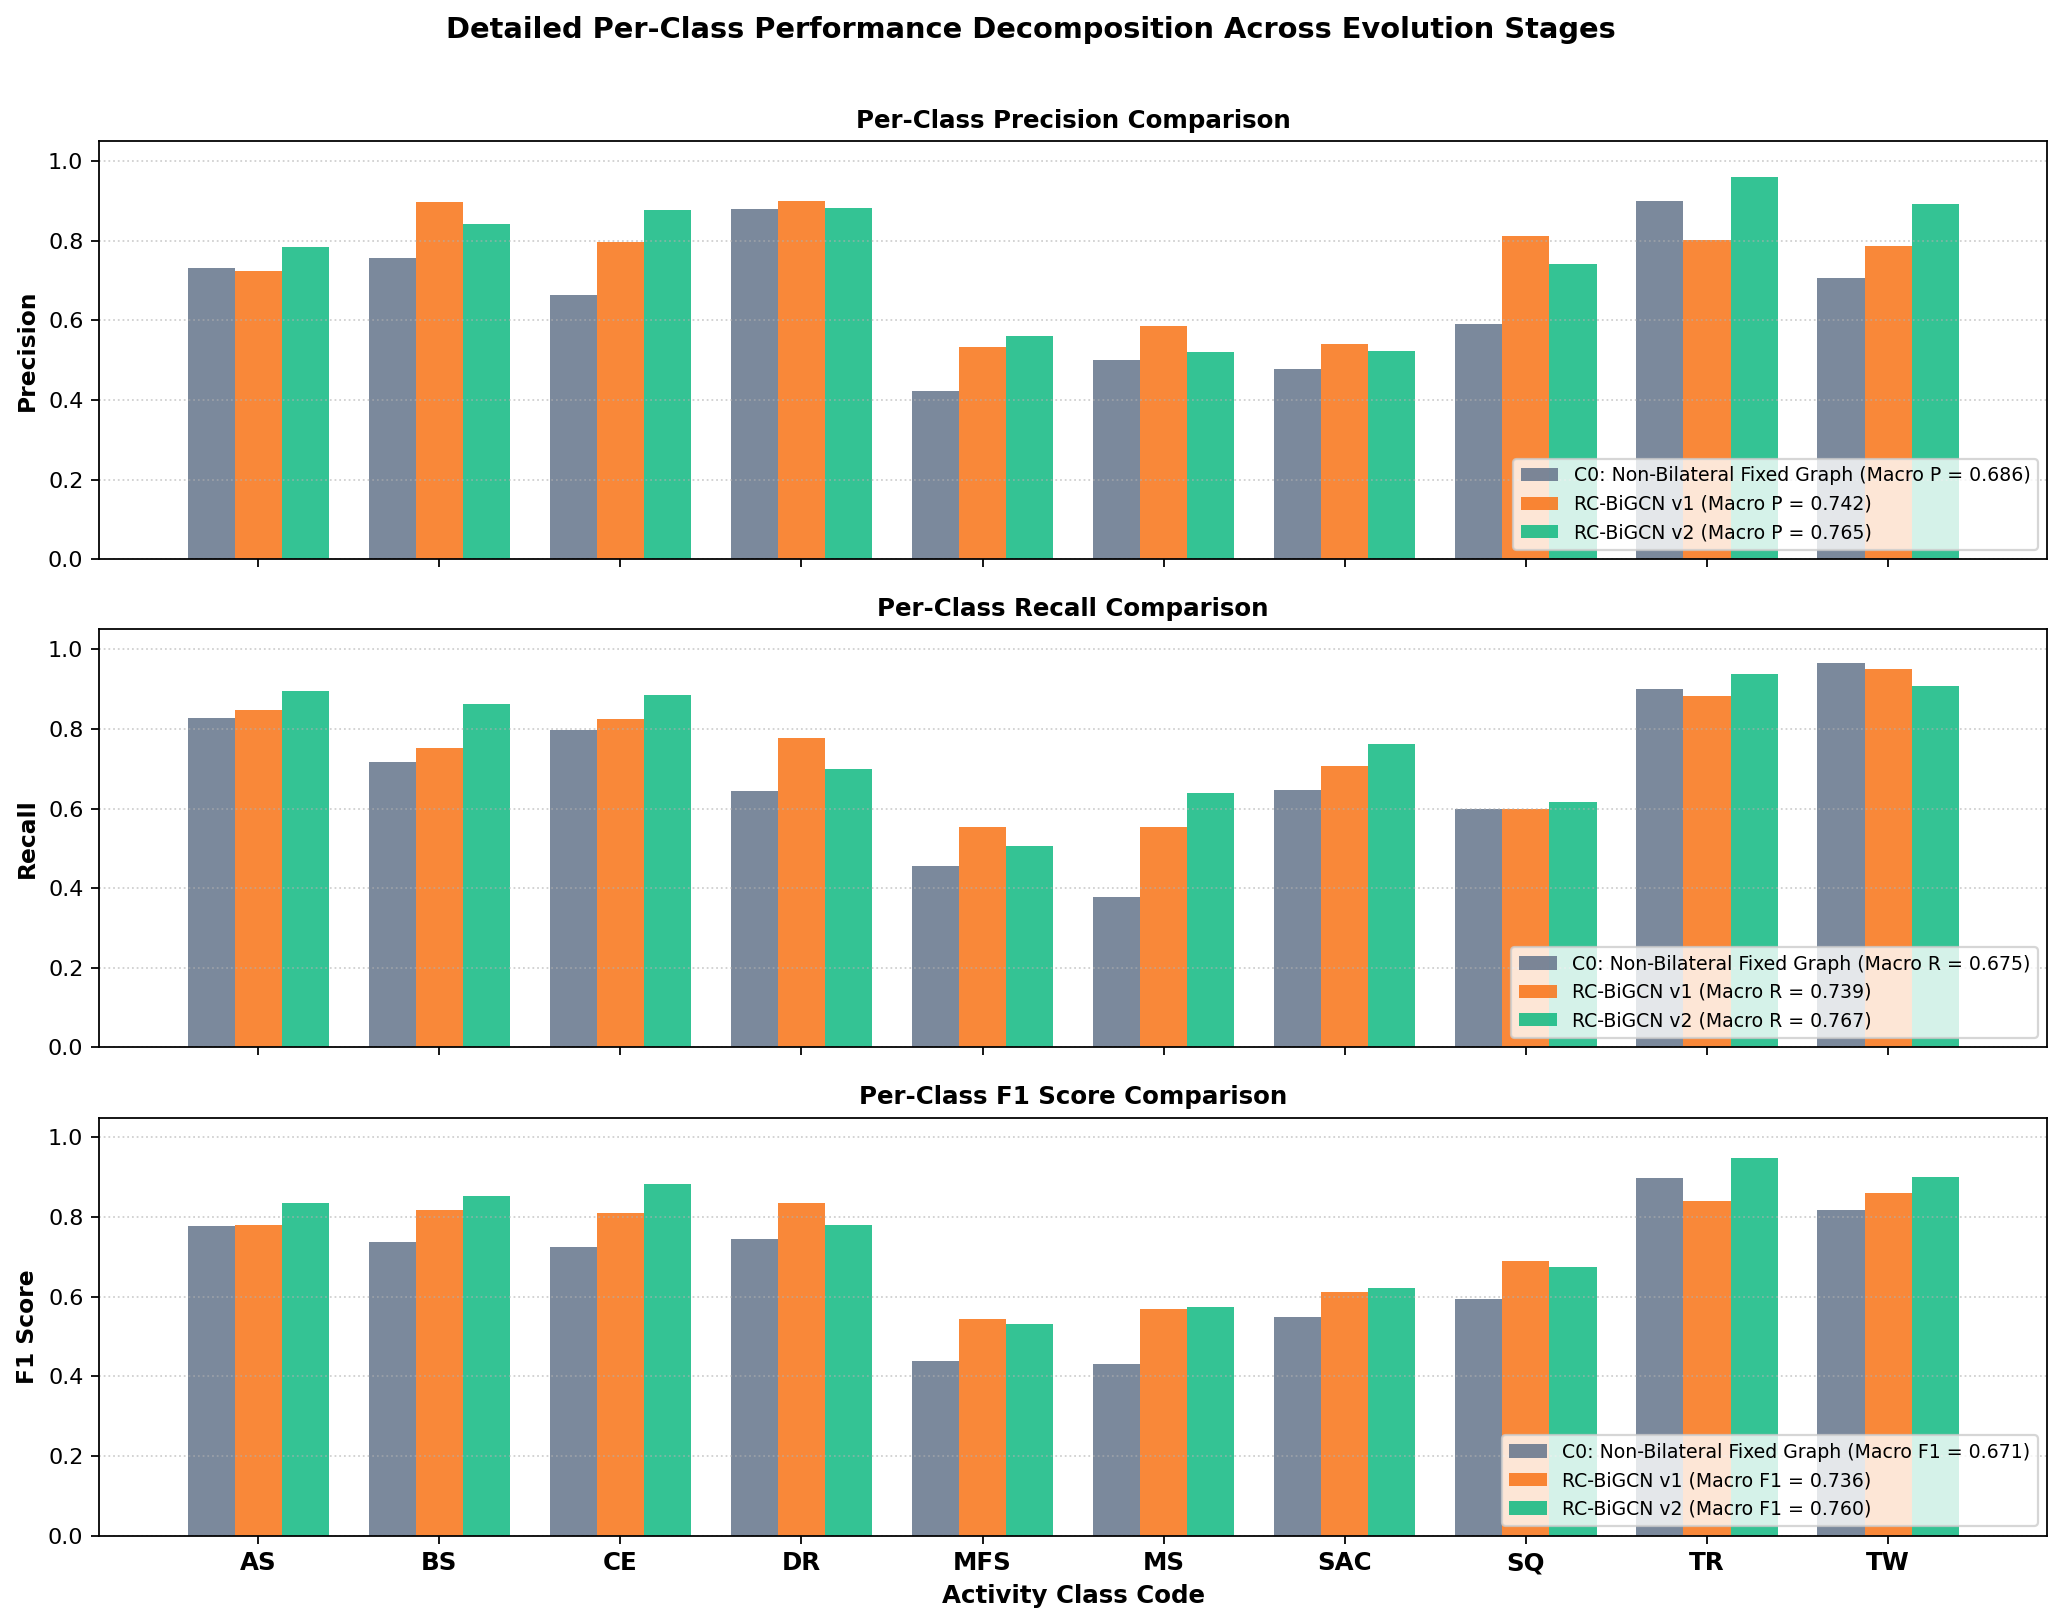 Detailed Per-Class Performance Decomposition Across Evolution Stages
Per-Class Precision Comparison
Precision
1.0
0.8
0.6
0.4
0.2
0.0
C0: Non-Bilateral Fixed Graph (Macro P = 0.686)
RC-BiGCN v1 (Macro P = 0.742)
RC-BiGCN v2 (Macro P = 0.765)
Per-Class Recall Comparison
Recall
1.0
0.8
0.6
0.4
0.2
0.0
C0: Non-Bilateral Fixed Graph (Macro R = 0.675)
RC-BiGCN v1 (Macro R = 0.739)
RC-BiGCN v2 (Macro R = 0.767)
Per-Class F1 Score Comparison
F1 Score
1.0
0.8
0.6
0.4
0.2
0.0
C0: Non-Bilateral Fixed Graph (Macro F1 = 0.671)
RC-BiGCN v1 (Macro F1 = 0.736)
RC-BiGCN v2 (Macro F1 = 0.760)
AS BS CE DR MFS MS SAC SQ TR TW
Activity Class Code